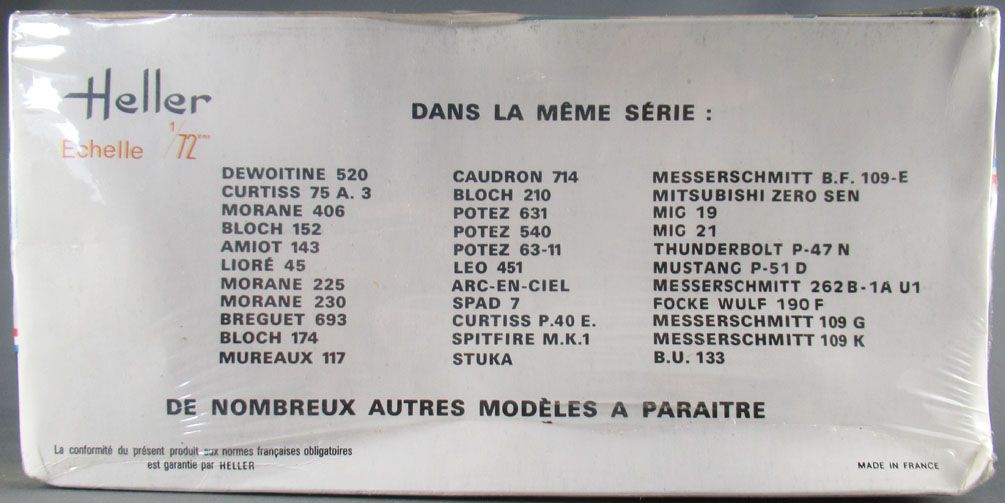 Heller
Echelle 1/72ème
DANS LA MÊME SÉRIE :
DEWOITINE 520
CURTISS 75 A. 3
MORANE 406
BLOCH 152
AMIOT 143
LIORÉ 45
MORANE 225
MORANE 230
BREGUET 693
BLOCH 174
MUREAUX 117
CAUDRON 714
BLOCH 210
POTEZ 631
POTEZ 540
POTEZ 63-11
LEO 451
ARC-EN-CIEL
SPAD 7
CURTISS P.40 E.
SPITFIRE M.K.1
STUKA
MESSERSCHMITT B.F. 109-E
MITSUBISHI ZERO SEN
MIG 19
MIG 21
THUNDERBOLT P-47 N
MUSTANG P-51 D
MESSERSCHMITT 262 B-1A U1
FOCKE WULF 190 F
MESSERSCHMITT 109 G
MESSERSCHMITT 109 K
B.U. 133
DE NOMBREUX AUTRES MODÈLES A PARAITRE
La conformité du présent produit aux normes françaises obligatoires
est garantie par HELLER
MADE IN FRANCE